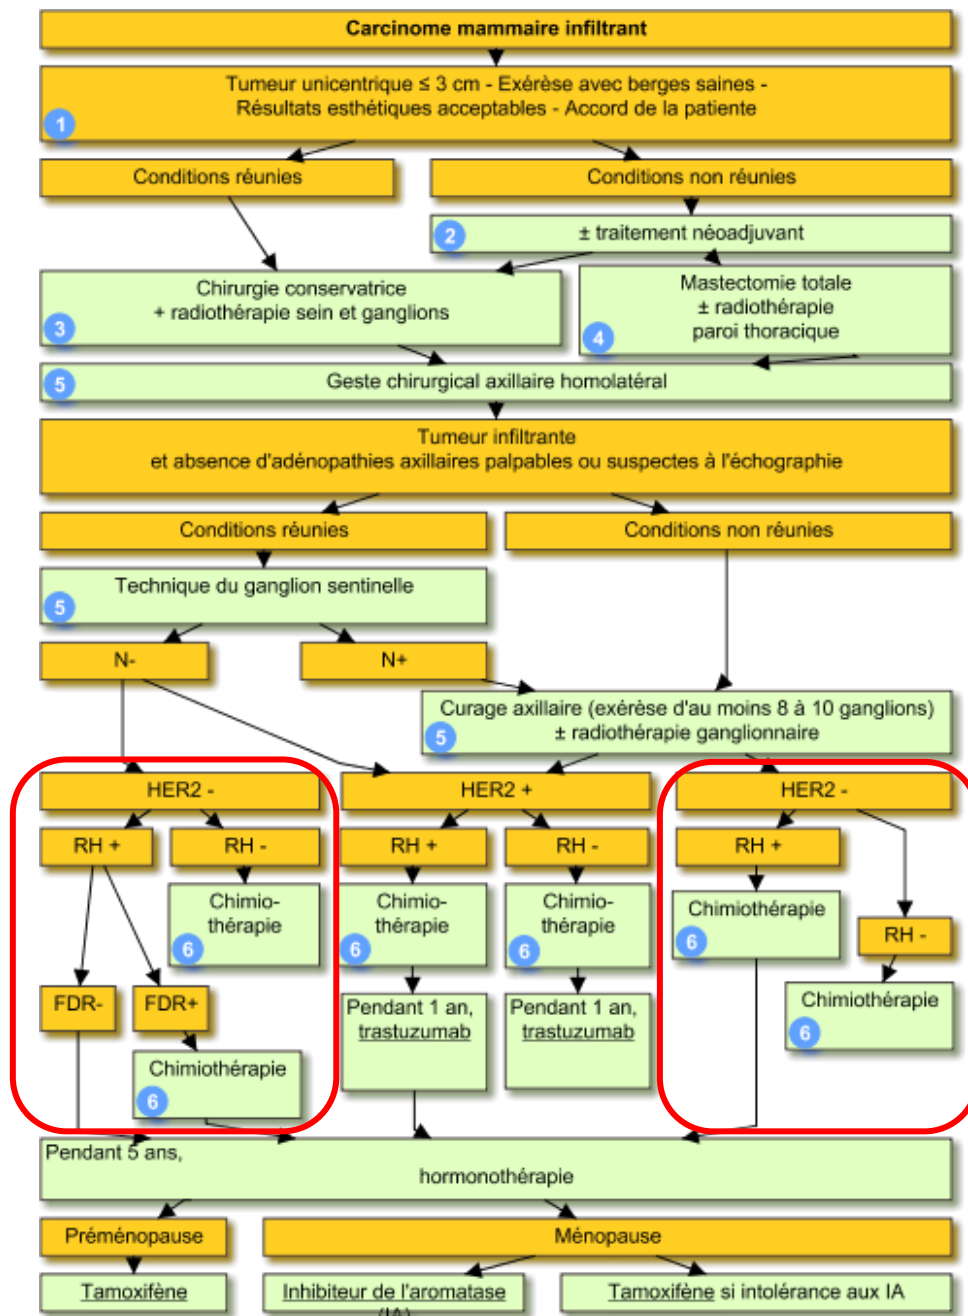 Carcinome mammaire infiltrant
Tumeur unicentrique ≤ 3 cm - Exérèse avec berges saines -
Résultats esthétiques acceptables - Accord de la patiente
1
Conditions réunies
Conditions non réunies
2
± traitement néoadjuvant
Chirurgie conservatrice
+ radiothérapie sein et ganglions
3
Mastectomie totale
± radiothérapie
paroi thoracique
4
5
Geste chirurgical axillaire homolatéral
Tumeur infiltrante
et absence d'adénopathies axillaires palpables ou suspectes à l'échographie
Conditions réunies
Conditions non réunies
Technique du ganglion sentinelle
5
N-
N+
Curage axillaire (exérèse d'au moins 8 à 10 ganglions)
± radiothérapie ganglionnaire
5
HER2 -
HER2 +
HER2 -
RH +
RH -
RH +
RH -
RH +
Chimio-
thérapie
6
Chimio-
thérapie
6
Chimio-
thérapie
6
Chimiothérapie
6
RH -
FDR-
FDR+
Pendant 1 an,
trastuzumab
Pendant 1 an,
trastuzumab
Chimiothérapie
6
Chimiothérapie
6
Pendant 5 ans,
hormonothérapie
Préménopause
Ménopause
Tamoxifène
Inhibiteur de l'aromatase
(IA)
Tamoxifène si intolérance aux IA